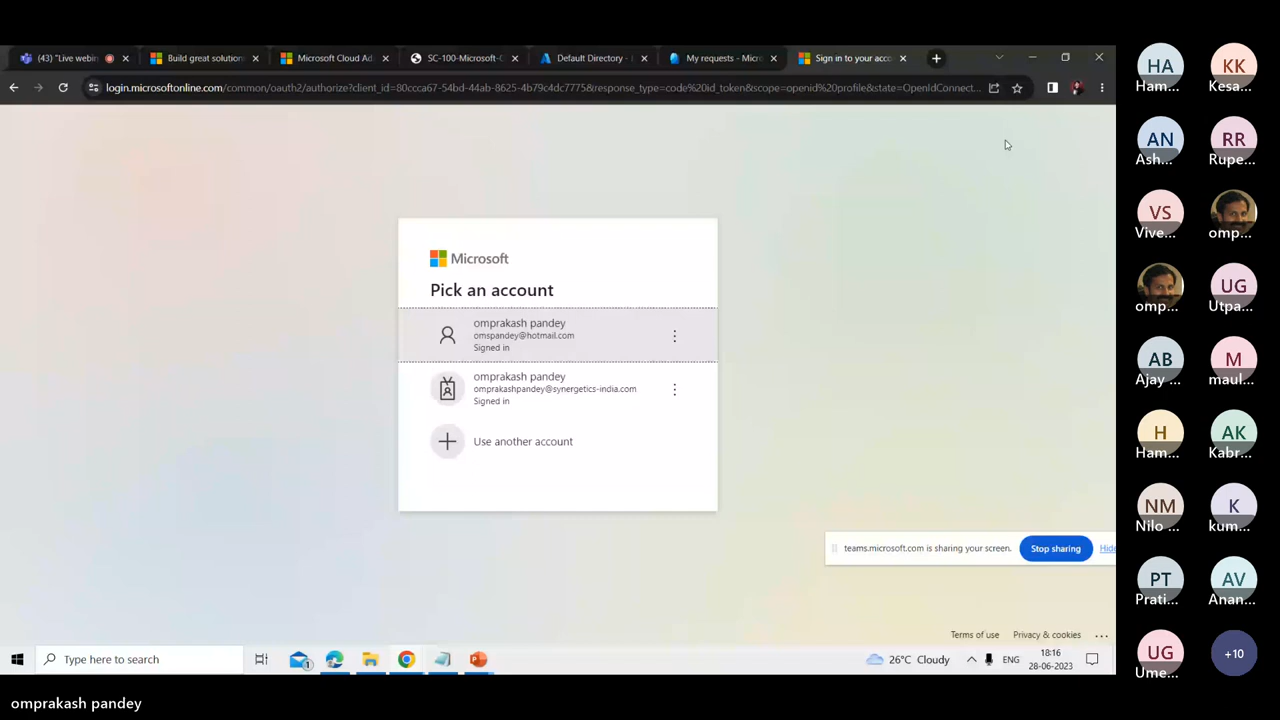 (43) "Live webin
Build great solution
Microsoft Cloud Ad
SC-100-Microsoft-C
Default Directory -
My requests - Micro
Sign in to your acco
login.microsoftonline.com/common/oauth2/authorize?client_id=80ccca67-54bd-44ab-8625-4b79c4dc7775&response_type=code%20id_token&scope=openid%20profile&state=OpenIdConnect...
Microsoft
Pick an account
omprakash pandey
omspandey@hotmail.com
Signed in
omprakash pandey
omprakashpandey@synergetics-india.com
Signed in
Use another account
teams.microsoft.com is sharing your screen.
Stop sharing
Hide
Terms of use
Privacy & cookies
Type here to search
1
26°C Cloudy
ENG
18:16
28-06-2023
HA
Ham...
KK
Kesa...
AN
Ash...
RR
Rupe...
VS
Vive...
omp...
omp...
UG
Utpa...
AB
Ajay ...
M
maul...
H
Ham...
AK
Kabr...
NM
Nilo ...
K
kum...
PT
Prati...
AV
Anan...
UG
Ume...
+10
omprakash pandey